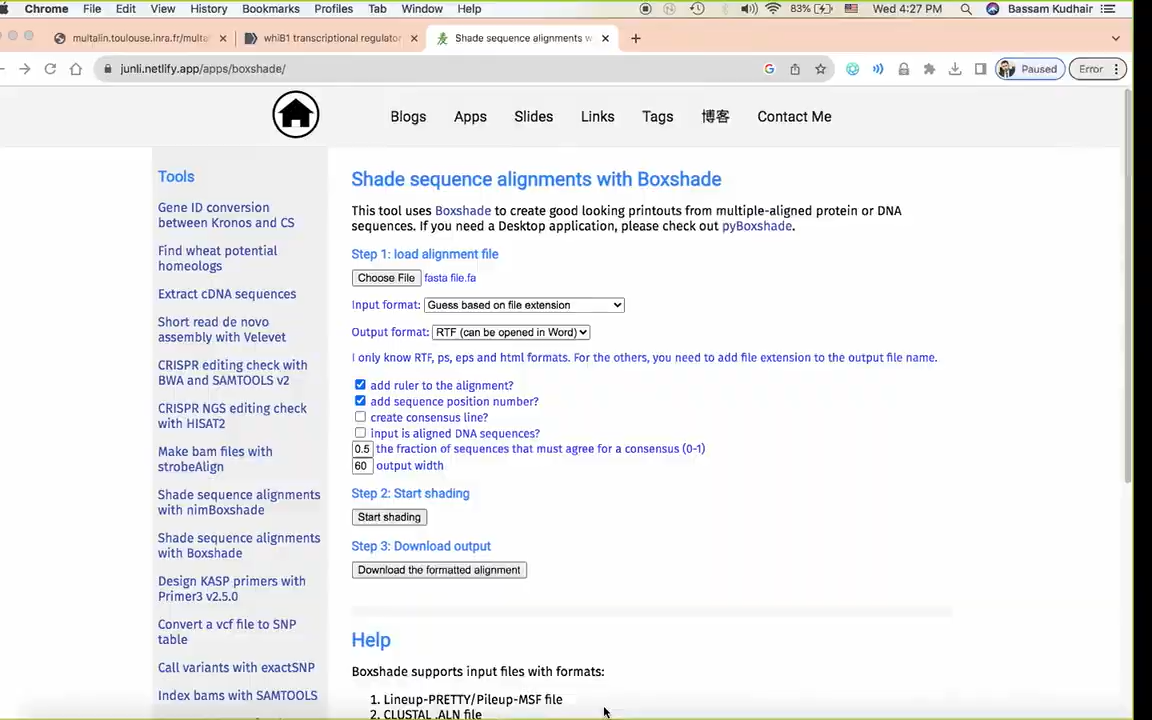 Chrome File Edit View History Bookmarks Profiles Tab Window Help 83% Wed 4:27 PM Bassam Kudhair
multalin.toulouse.inra.fr/multa whiB1 transcriptional regulator Shade sequence alignments w
junli.netlify.app/apps/boxshade/ Paused Error
Blogs Apps Slides Links Tags 博客 Contact Me
Tools
Gene ID conversion
between Kronos and CS
Find wheat potential
homeologs
Extract cDNA sequences
Short read de novo
assembly with Velevet
CRISPR editing check with
BWA and SAMTOOLS v2
CRISPR NGS editing check
with HISAT2
Make bam files with
strobeAlign
Shade sequence alignments
with nimBoxshade
Shade sequence alignments
with Boxshade
Design KASP primers with
Primer3 v2.5.0
Convert a vcf file to SNP
table
Call variants with exactSNP
Index bams with SAMTOOLS
Shade sequence alignments with Boxshade
This tool uses Boxshade to create good looking printouts from multiple-aligned protein or DNA
sequences. If you need a Desktop application, please check out pyBoxshade.
Step 1: load alignment file
Choose File fasta file.fa
Input format: Guess based on file extension
Output format: RTF (can be opened in Word)
I only know RTF, ps, eps and html formats. For the others, you need to add file extension to the output file name.
add ruler to the alignment?
add sequence position number?
create consensus line?
input is aligned DNA sequences?
0.5 the fraction of sequences that must agree for a consensus (0-1)
60 output width
Step 2: Start shading
Start shading
Step 3: Download output
Download the formatted alignment
Help
Boxshade supports input files with formats:
1. Lineup-PRETTY/Pileup-MSF file
2. CLUSTAL .ALN file